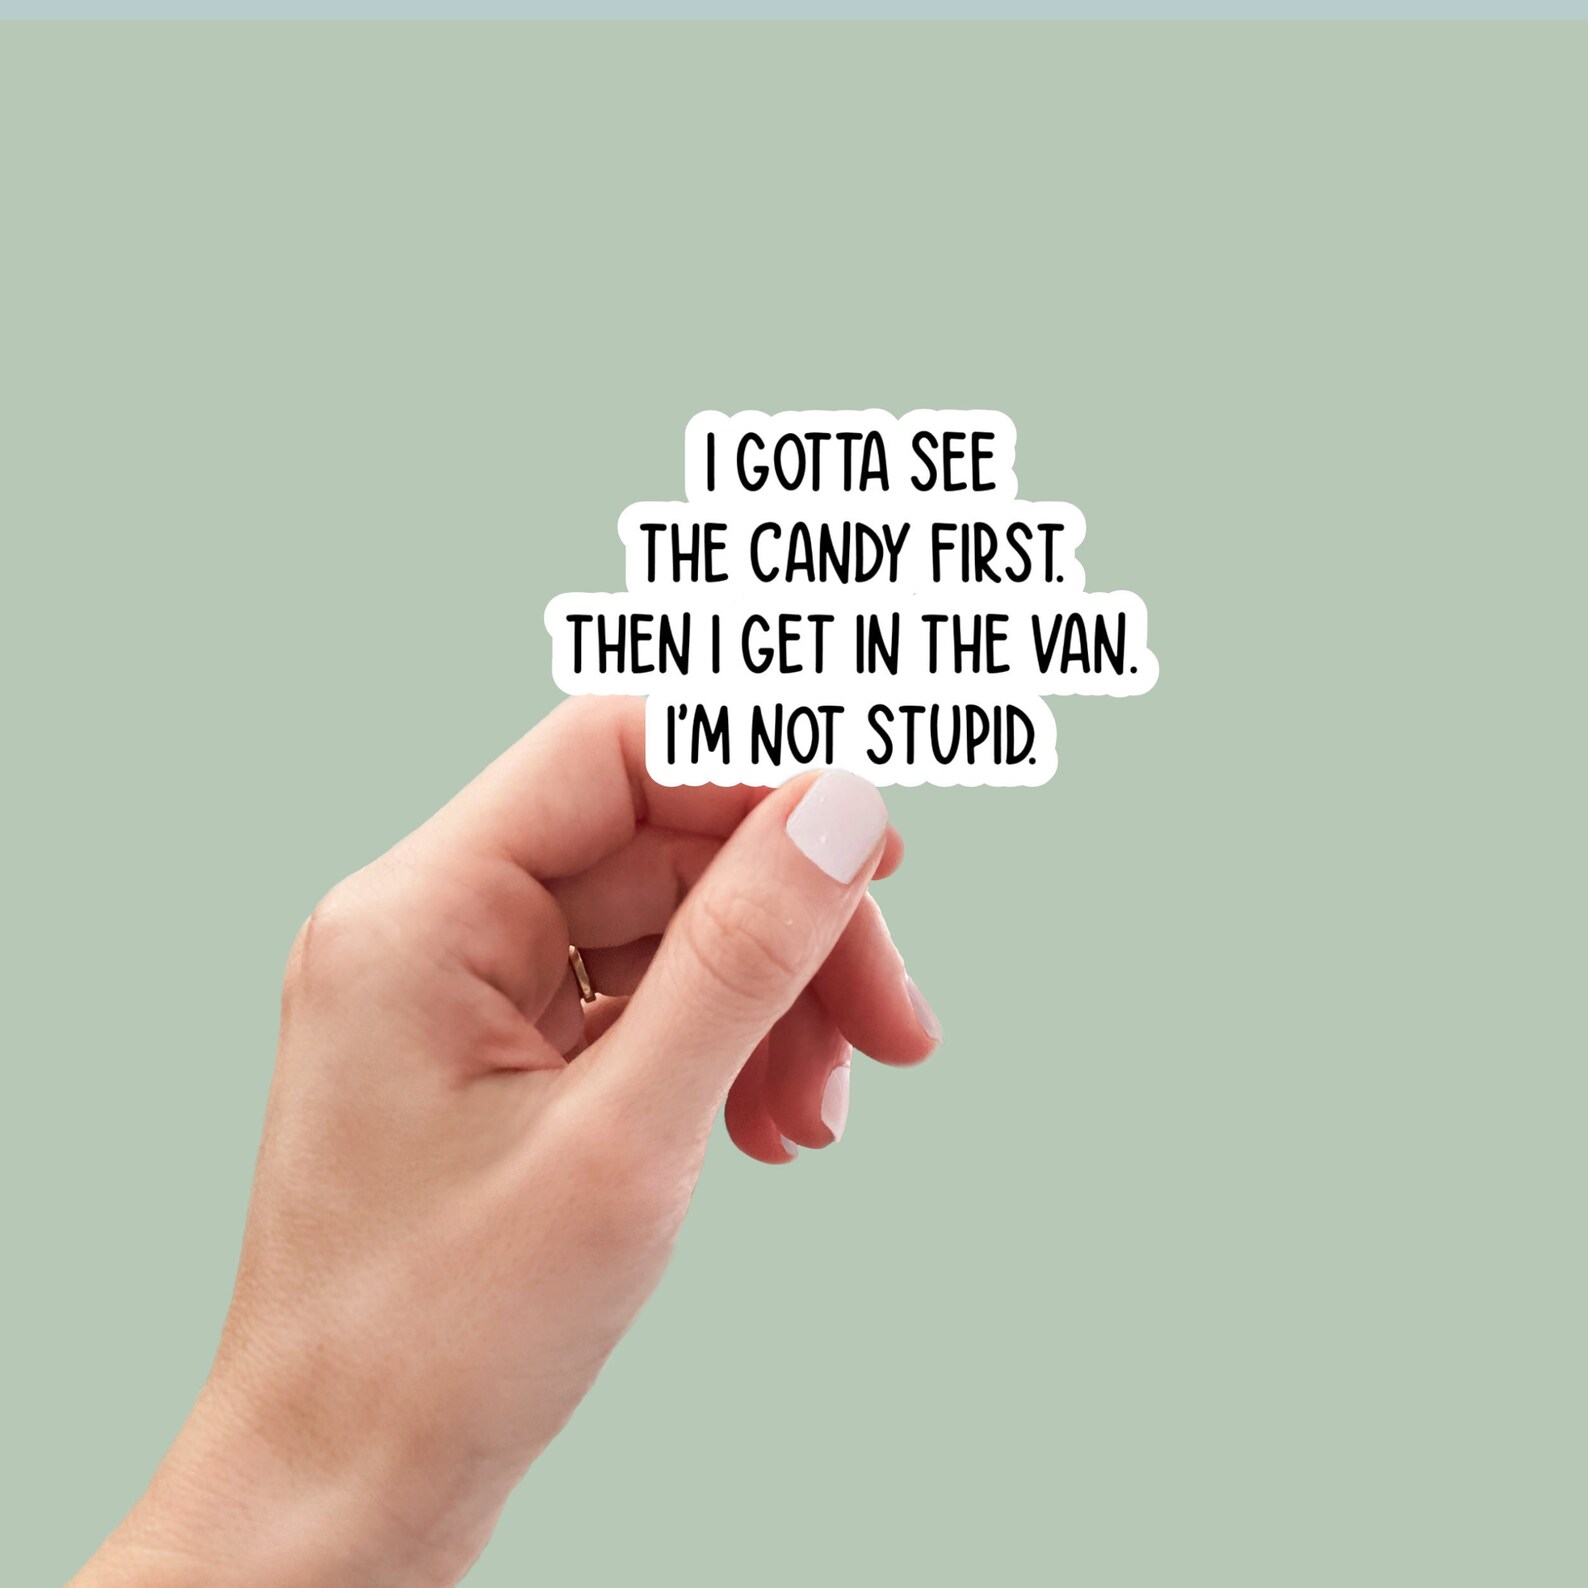 I GOTTA SEE
THE CANDY FIRST.
THEN I GET IN THE VAN.
I'M NOT STUPID.